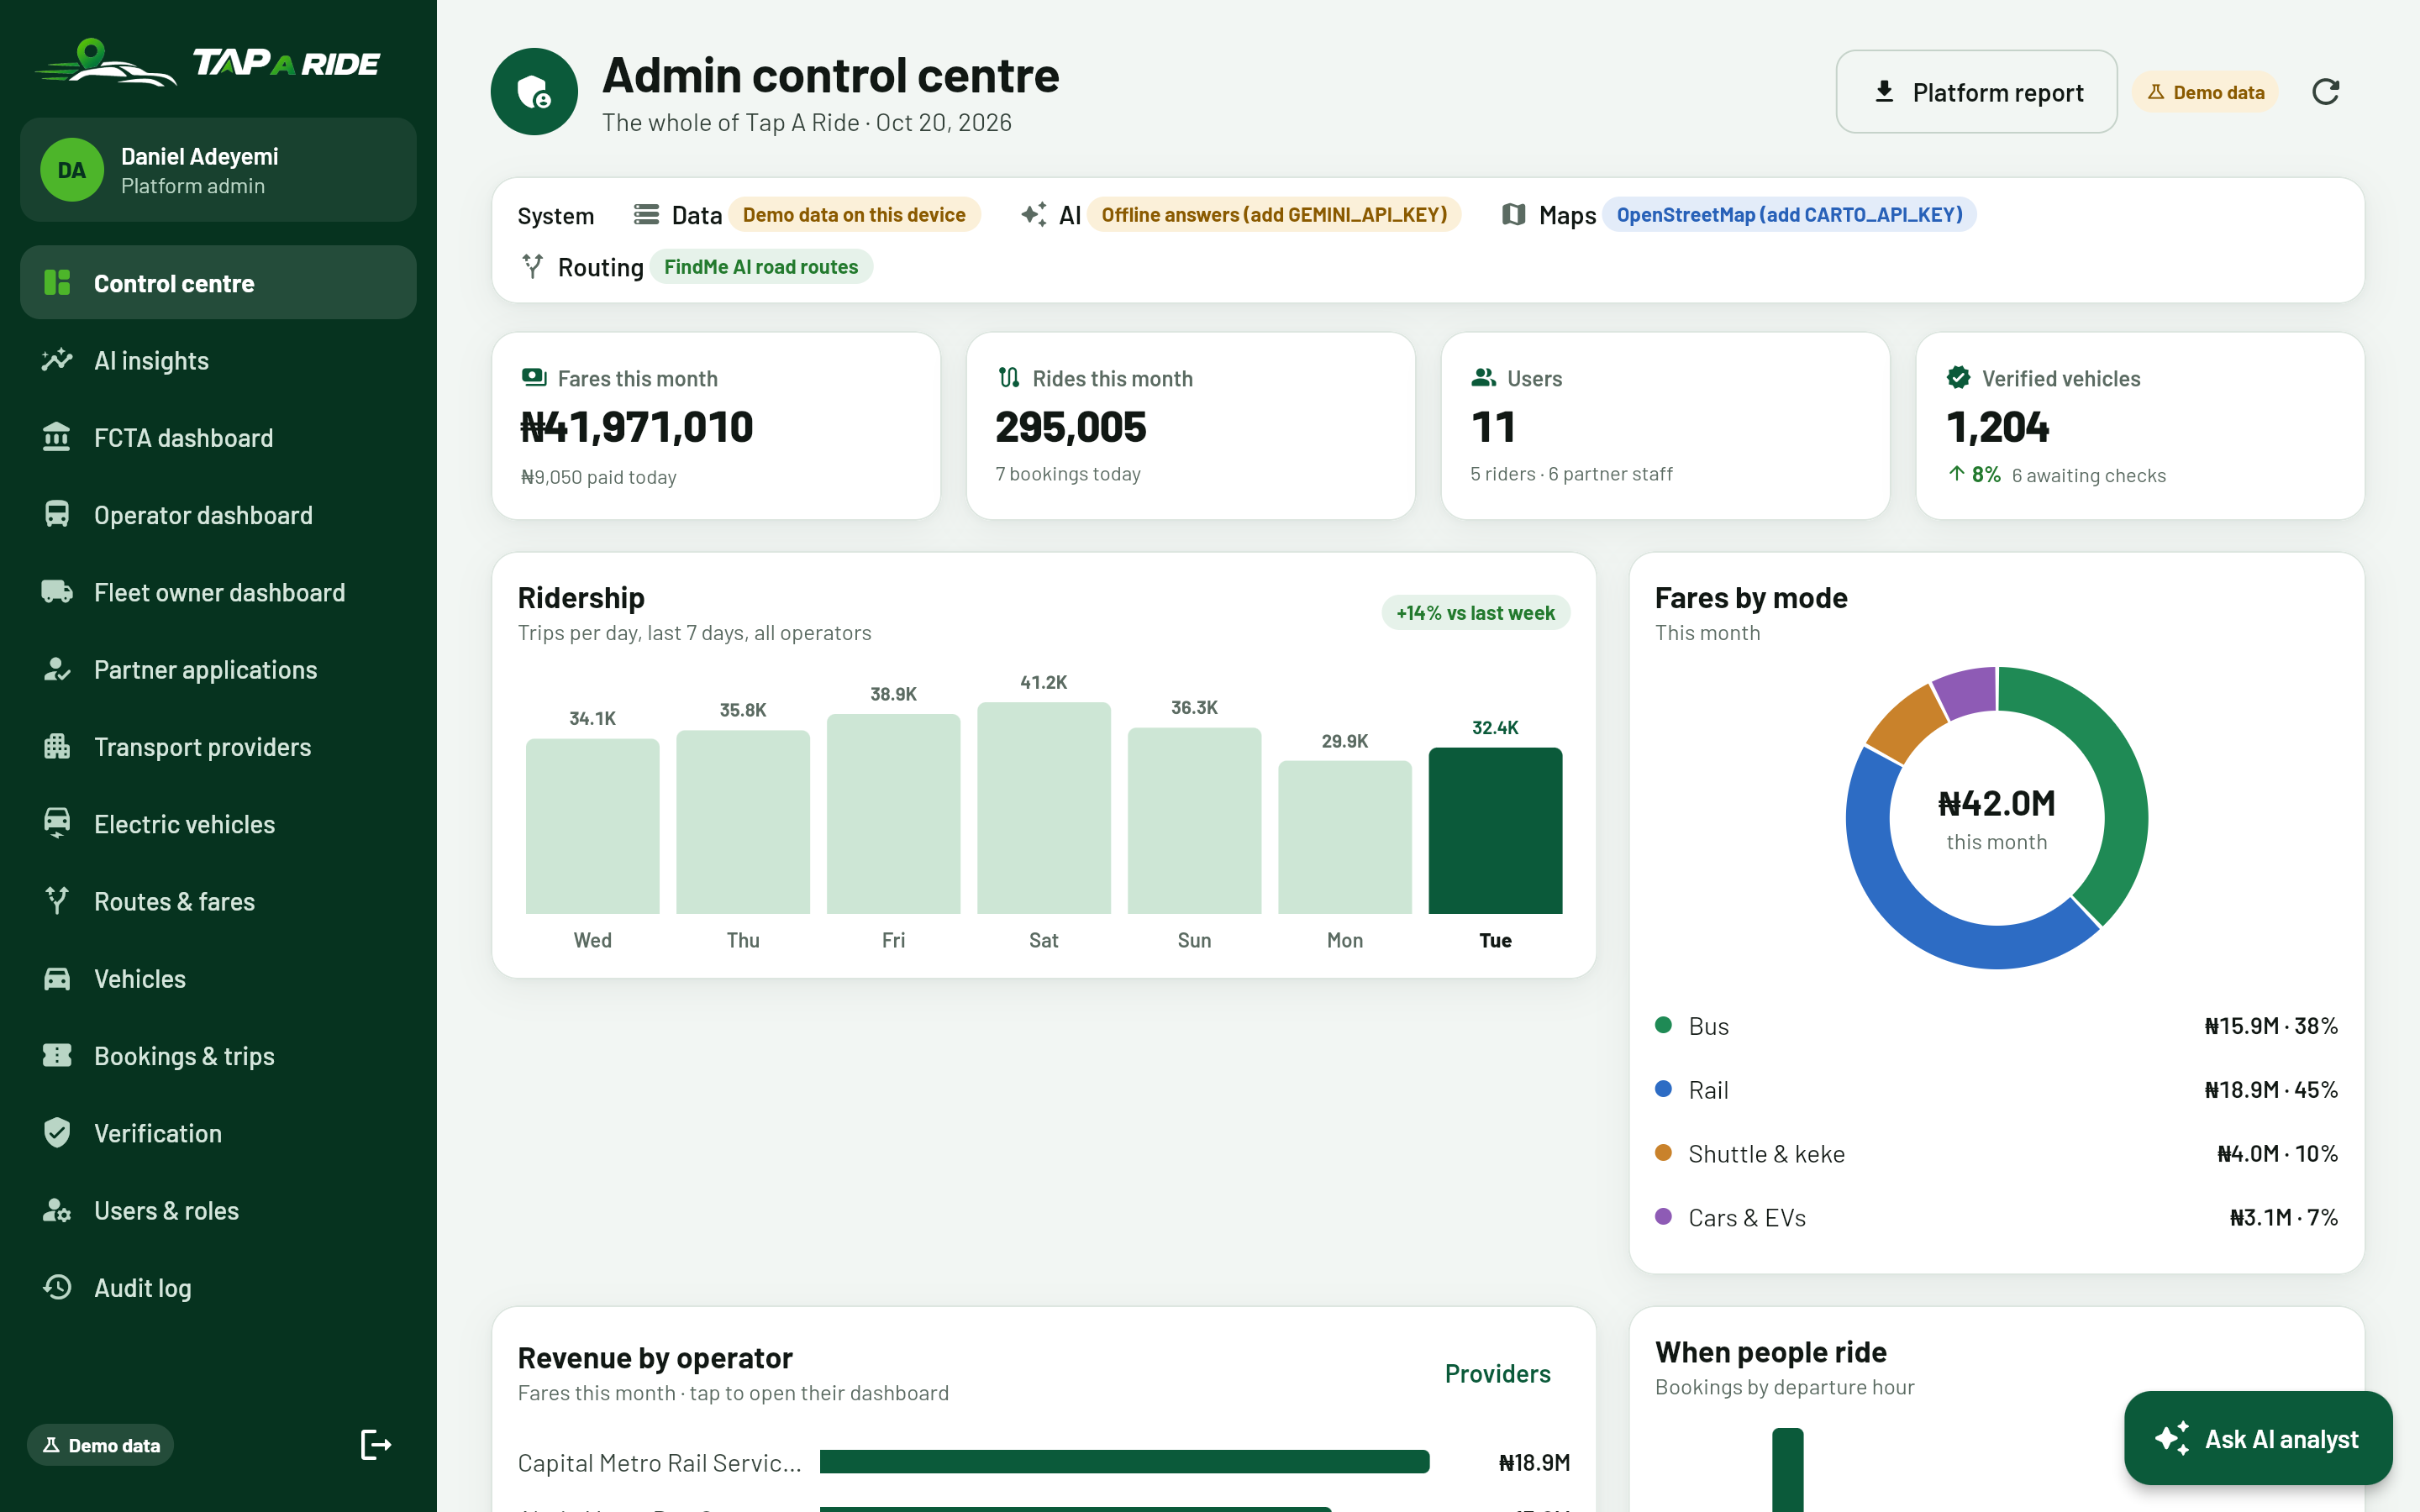 TAP A RIDE
DA
Daniel Adeyemi
Platform admin
Control centre
AI insights
FCTA dashboard
Operator dashboard
Fleet owner dashboard
Partner applications
Transport providers
Electric vehicles
Routes & fares
Vehicles
Bookings & trips
Verification
Users & roles
Audit log
Demo data
Admin control centre
The whole of Tap A Ride · Oct 20, 2026
Platform report
Demo data
System Data Demo data on this device AI Offline answers (add GEMINI_API_KEY) Maps OpenStreetMap (add CARTO_API_KEY)
Routing FindMe AI road routes
Fares this month
₦41,971,010
₦9,050 paid today
Rides this month
295,005
7 bookings today
Users
11
5 riders · 6 partner staff
Verified vehicles
1,204
8% 6 awaiting checks
Ridership
Trips per day, last 7 days, all operators
+14% vs last week
34.1K 35.8K 38.9K 41.2K 36.3K 29.9K 32.4K
Wed Thu Fri Sat Sun Mon Tue
Fares by mode
This month
₦42.0M
this month
Bus ₦15.9M · 38%
Rail ₦18.9M · 45%
Shuttle & keke ₦4.0M · 10%
Cars & EVs ₦3.1M · 7%
Revenue by operator
Fares this month · tap to open their dashboard
Providers
Capital Metro Rail Servic... ₦18.9M
When people ride
Bookings by departure hour
Ask AI analyst